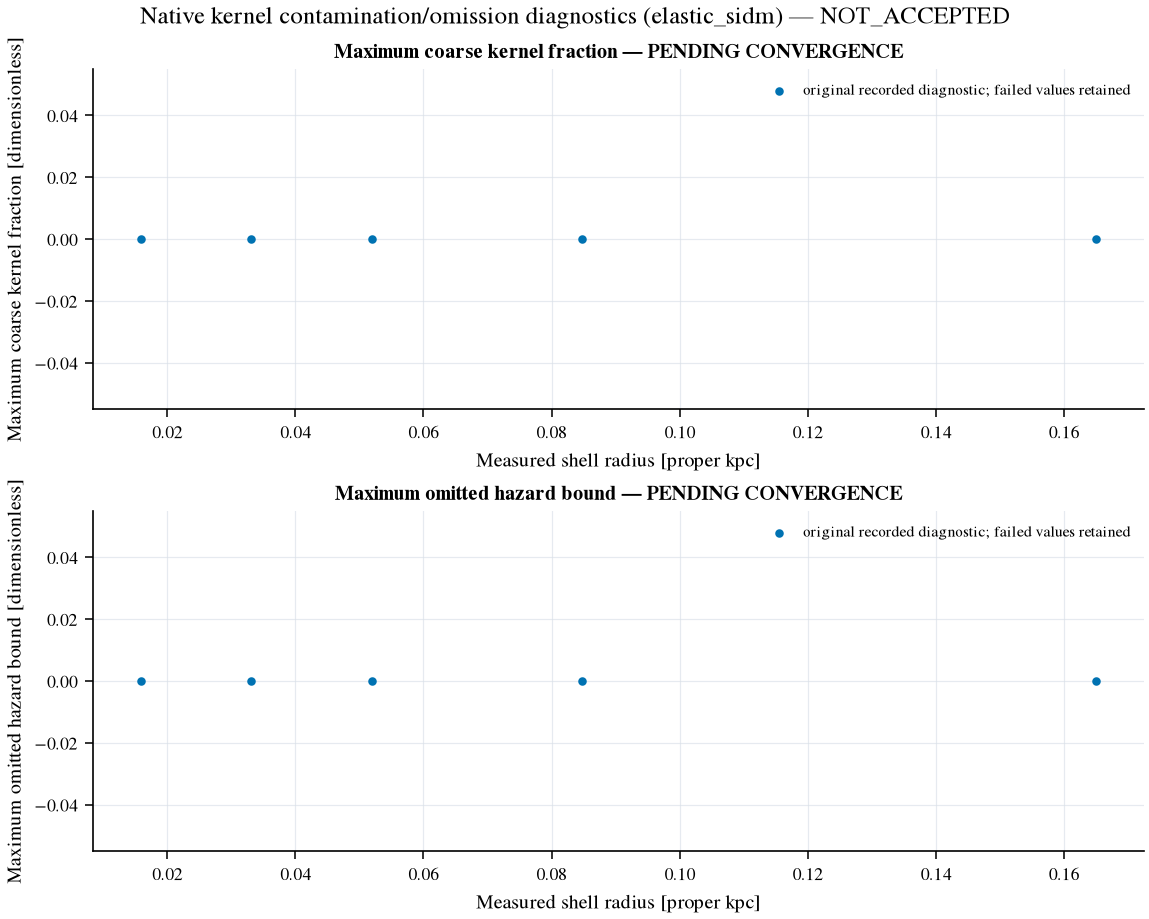 Native kernel contamination/omission diagnostics (elastic_sidm) — NOT_ACCEPTED
Maximum coarse kernel fraction — PENDING CONVERGENCE
original recorded diagnostic; failed values retained
Maximum coarse kernel fraction [dimensionless]
0.04
0.02
0.00
−0.02
−0.04
0.02 0.04 0.06 0.08 0.10 0.12 0.14 0.16
Measured shell radius [proper kpc]
Maximum omitted hazard bound — PENDING CONVERGENCE
original recorded diagnostic; failed values retained
Maximum omitted hazard bound [dimensionless]
0.04
0.02
0.00
−0.02
−0.04
0.02 0.04 0.06 0.08 0.10 0.12 0.14 0.16
Measured shell radius [proper kpc]